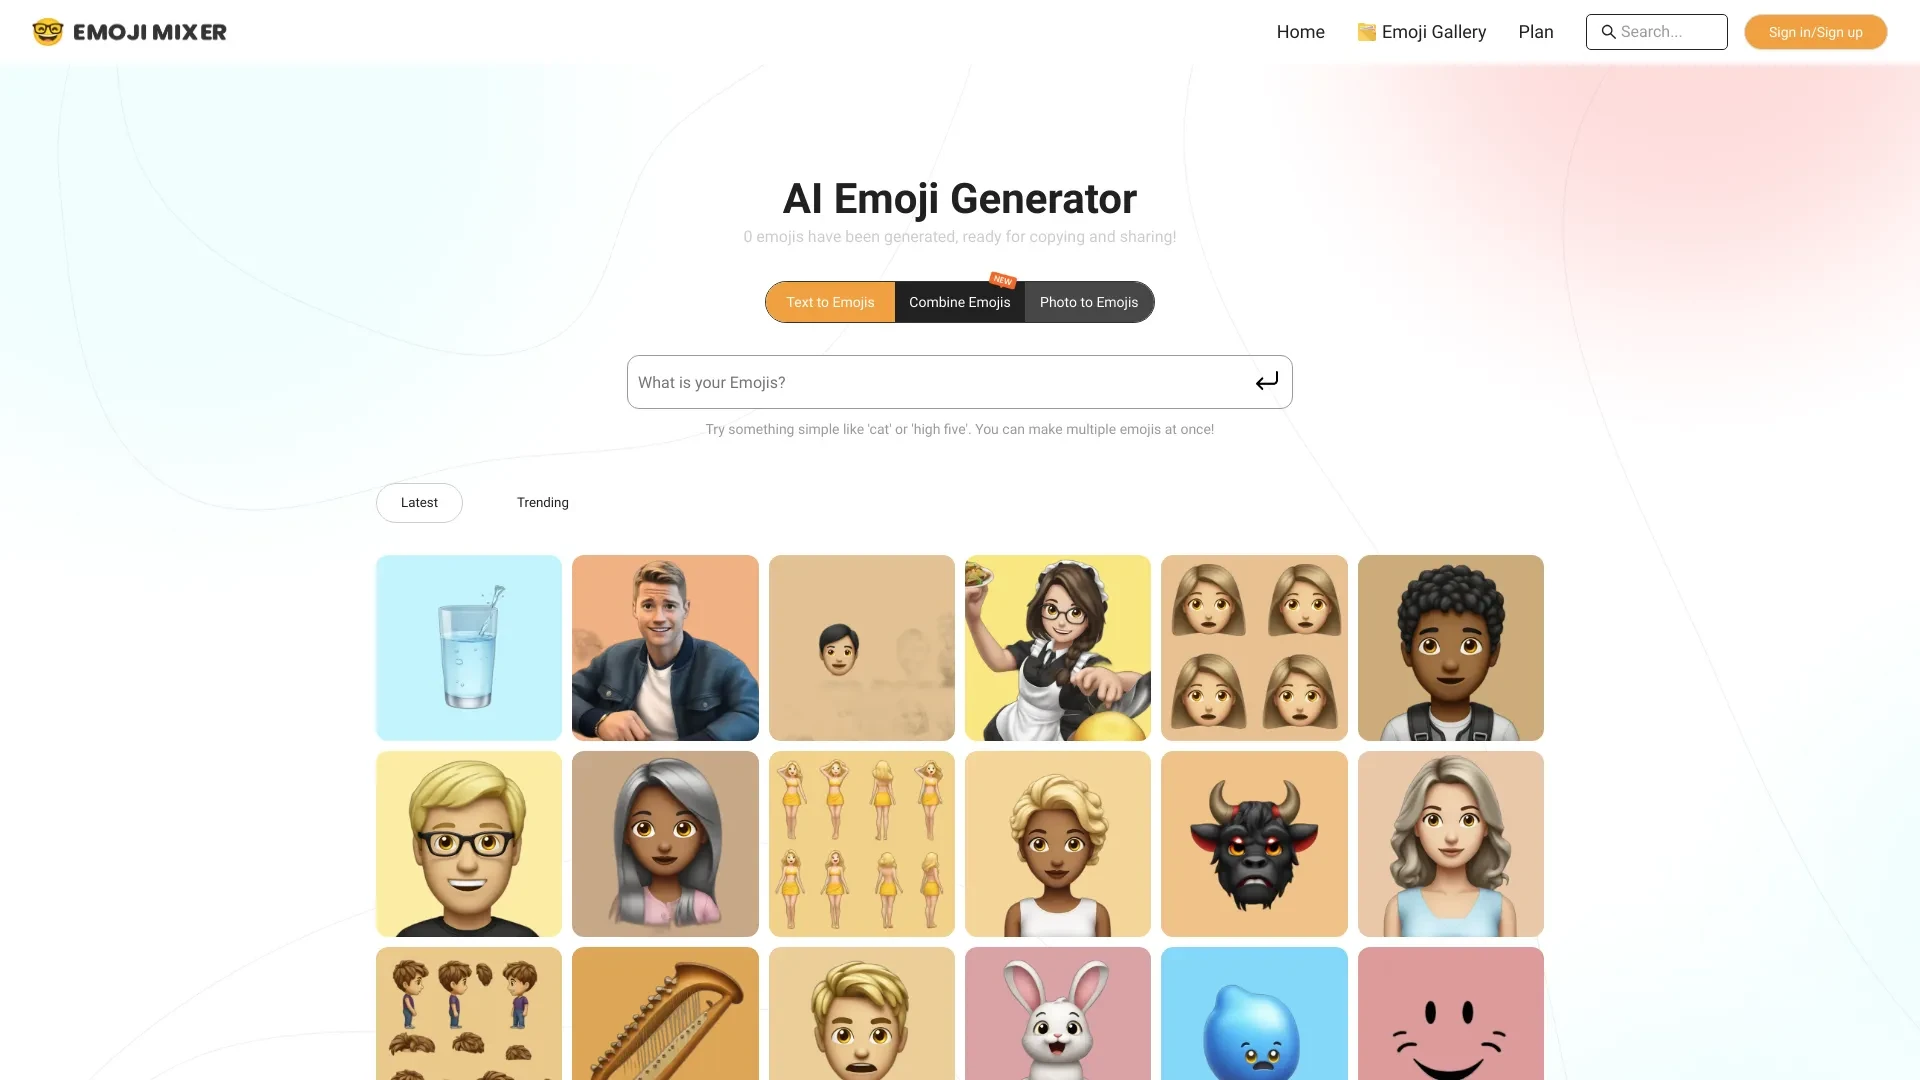 EMOJI MIXER
Home
Emoji Gallery
Plan
Search...
Sign in/Sign up
AI Emoji Generator
0 emojis have been generated, ready for copying and sharing!
NEW
Text to Emojis
Combine Emojis
Photo to Emojis
What is your Emojis?
Try something simple like 'cat' or 'high five'. You can make multiple emojis at once!
Latest
Trending